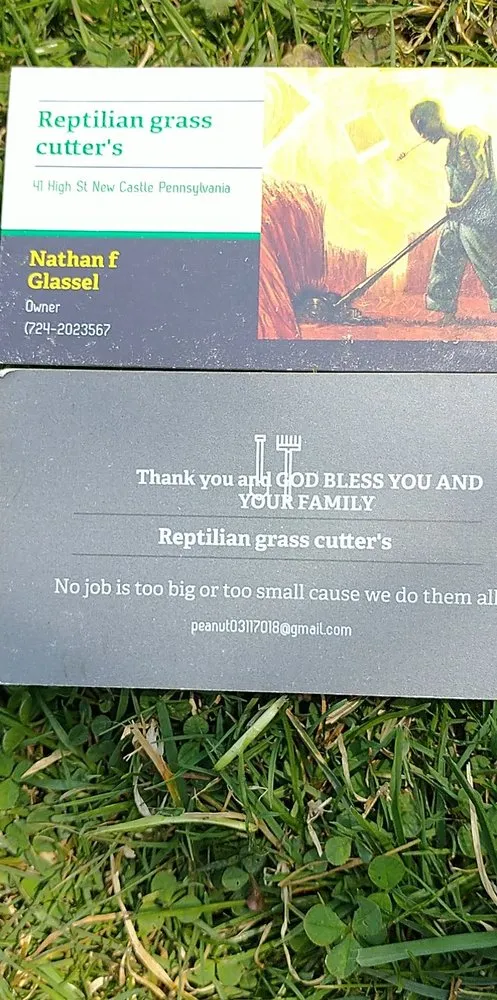 Reptilian grass
cutter's
41 High St New Castle Pennsylvania
Nathan f
Glassel
Owner
(724-2023567
Thank you and GOD BLESS YOU AND
YOUR FAMILY
Reptilian grass cutter's
No job is too big or too small cause we do them all
peanut03117018@gmail.com